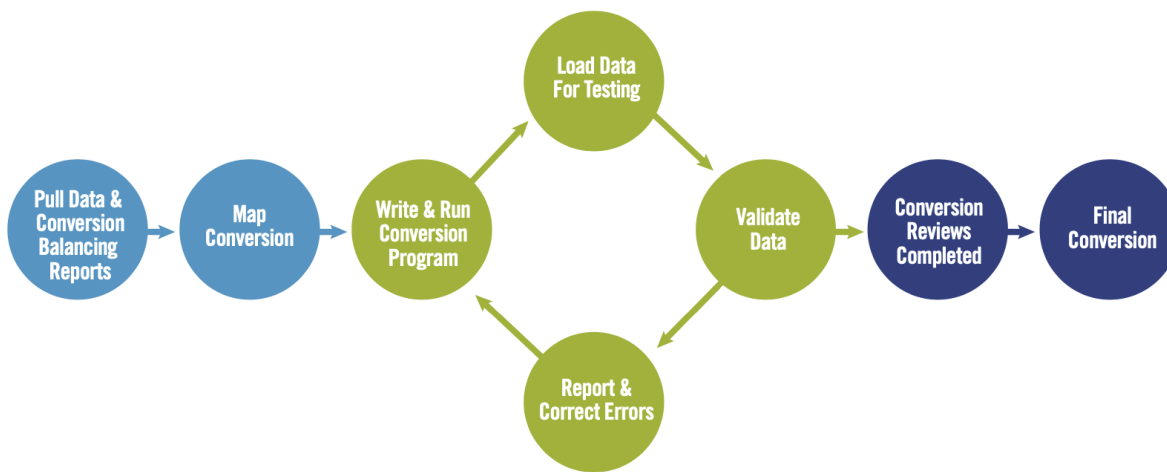 Pull Data &
Conversion
Balancing
Reports
Map
Conversion
Write & Run
Conversion
Program
Load Data
For Testing
Validate
Data
Report &
Correct Errors
Conversion
Reviews
Completed
Final
Conversion